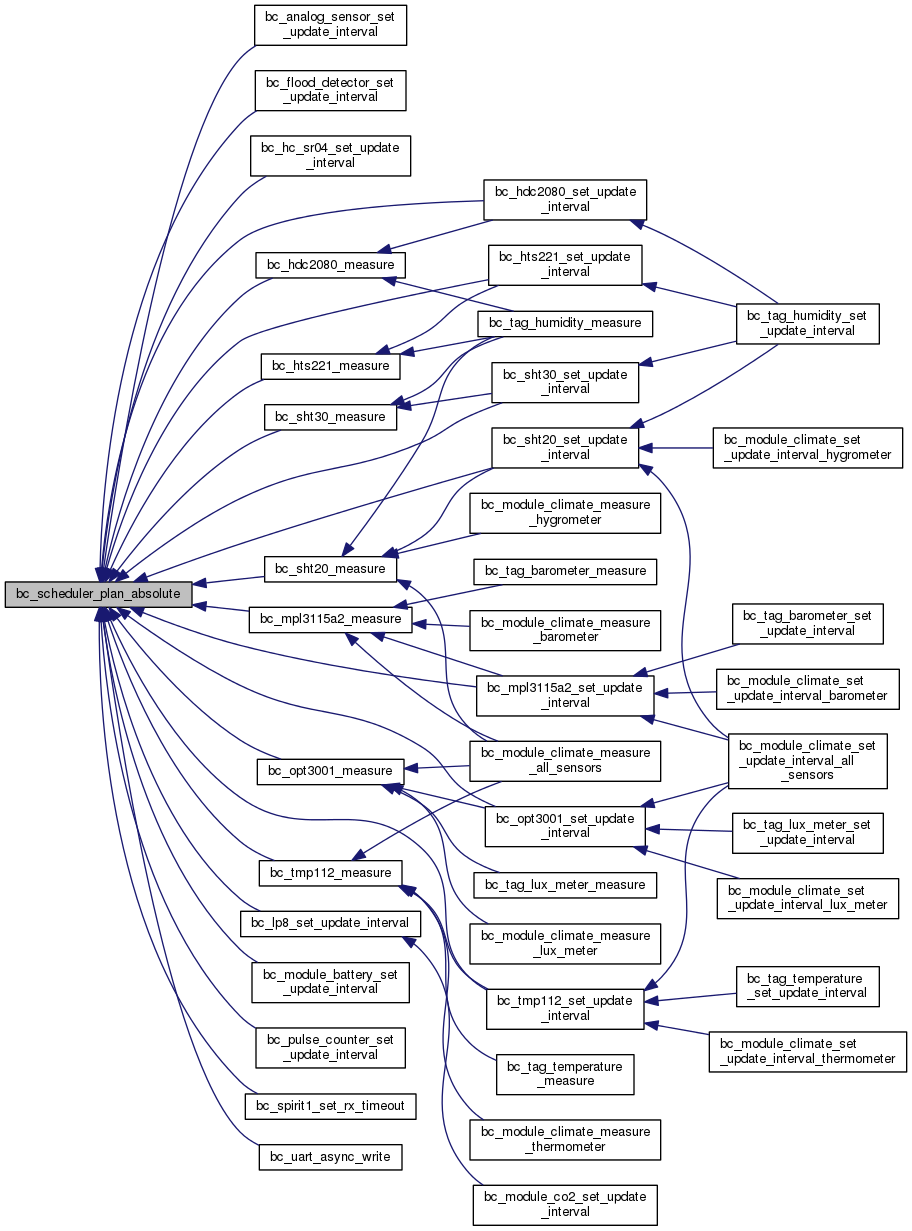 bc_analog_sensor_set
_update_interval
bc_flood_detector_set
_update_interval
bc_hc_sr04_set_update
_interval
bc_hdc2080_set_update
_interval
bc_hdc2080_measure
bc_hts221_set_update
_interval
bc_tag_humidity_measure
bc_tag_humidity_set
_update_interval
bc_hts221_measure
bc_sht30_set_update
_interval
bc_sht30_measure
bc_sht20_set_update
_interval
bc_module_climate_set
_update_interval_hygrometer
bc_module_climate_measure
_hygrometer
bc_sht20_measure
bc_tag_barometer_measure
bc_scheduler_plan_absolute
bc_mpl3115a2_measure
bc_module_climate_measure
_barometer
bc_tag_barometer_set
_update_interval
bc_mpl3115a2_set_update
_interval
bc_module_climate_set
_update_interval_barometer
bc_module_climate_measure
_all_sensors
bc_module_climate_set
_update_interval_all
_sensors
bc_opt3001_measure
bc_opt3001_set_update
_interval
bc_tag_lux_meter_set
_update_interval
bc_tmp112_measure
bc_tag_lux_meter_measure
bc_module_climate_set
_update_interval_lux_meter
bc_lp8_set_update_interval
bc_module_climate_measure
_lux_meter
bc_module_battery_set
_update_interval
bc_tmp112_set_update
_interval
bc_tag_temperature
_set_update_interval
bc_pulse_counter_set
_update_interval
bc_module_climate_set
_update_interval_thermometer
bc_tag_temperature
_measure
bc_spirit1_set_rx_timeout
bc_module_climate_measure
_thermometer
bc_uart_async_write
bc_module_co2_set_update
_interval